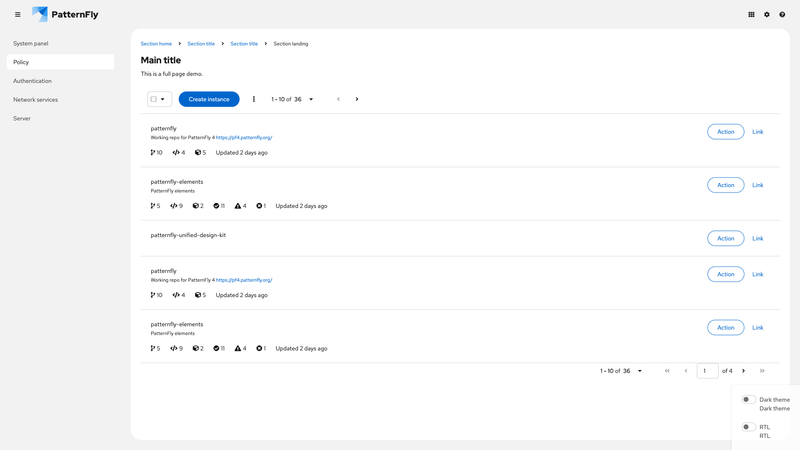 PatternFly
System panel
Policy
Authentication
Network services
Server
Section home Section title Section title Section landing
Main title
This is a full page demo.
Create instance 1 - 10 of 36
patternfly
Working repo for PatternFly 4 https://pf4.patternfly.org/
10 4 5 Updated 2 days ago
Action Link
patternfly-elements
PatternFly elements
5 9 2 11 4 1 Updated 2 days ago
Action Link
patternfly-unified-design-kit
Action Link
patternfly
Working repo for PatternFly 4 https://pf4.patternfly.org/
10 4 5 Updated 2 days ago
Action Link
patternfly-elements
PatternFly elements
5 9 2 11 4 1 Updated 2 days ago
Action Link
1 - 10 of 36 1 of 4
Dark theme
Dark theme
RTL
RTL